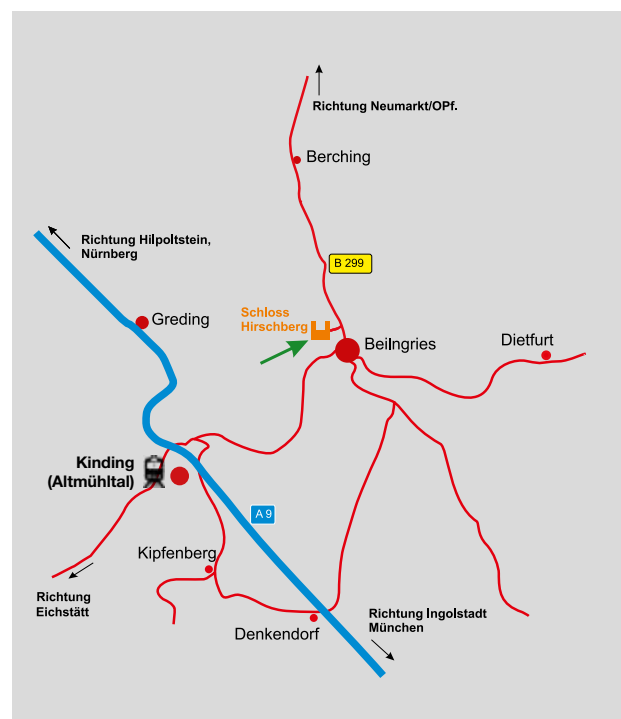 Richtung Neumarkt/OPf.
Berching
Richtung Hilpoltstein,
Nürnberg
B 299
Schloss
Hirschberg
Greding
Beilngries
Dietfurt
Kinding
(Altmühltal)
A 9
Kipfenberg
Richtung
Eichstätt
Richtung Ingolstadt
München
Denkendorf